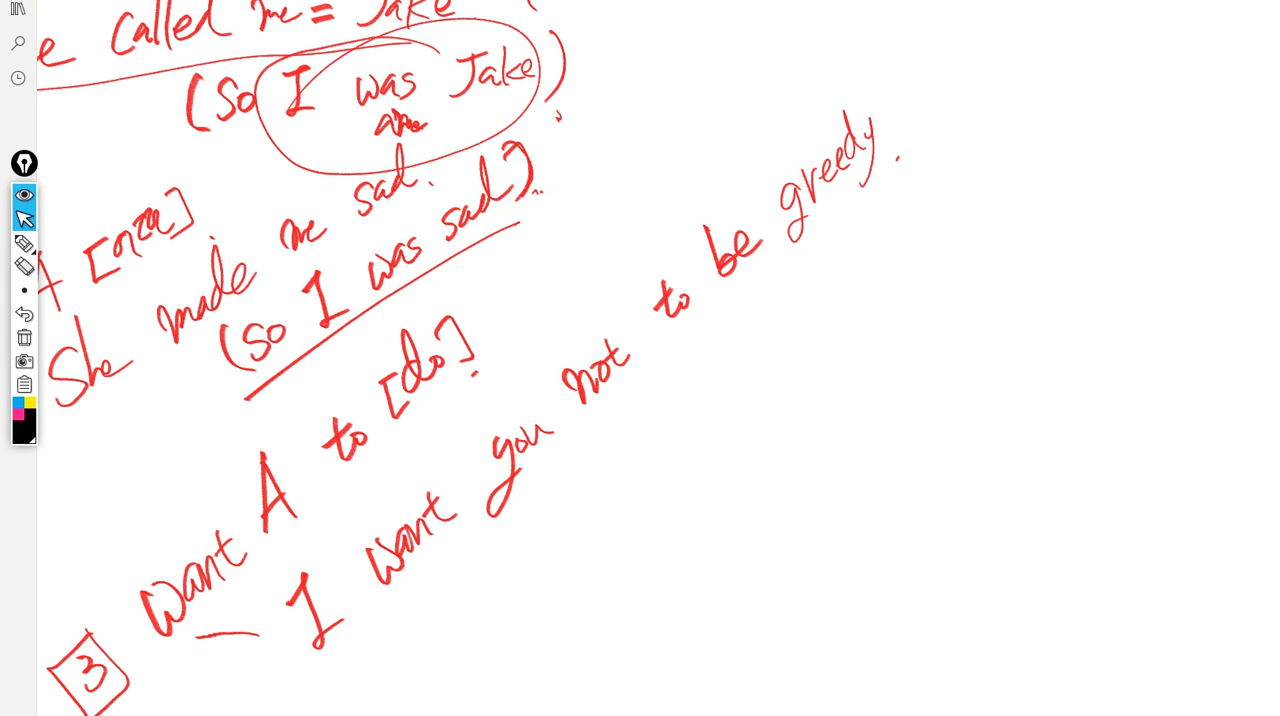 e called me = Jake
(So I was Jake)
are
A [
She made me sad.
(So I was sad).
3 Want A to [do].
I want you not to be greedy.